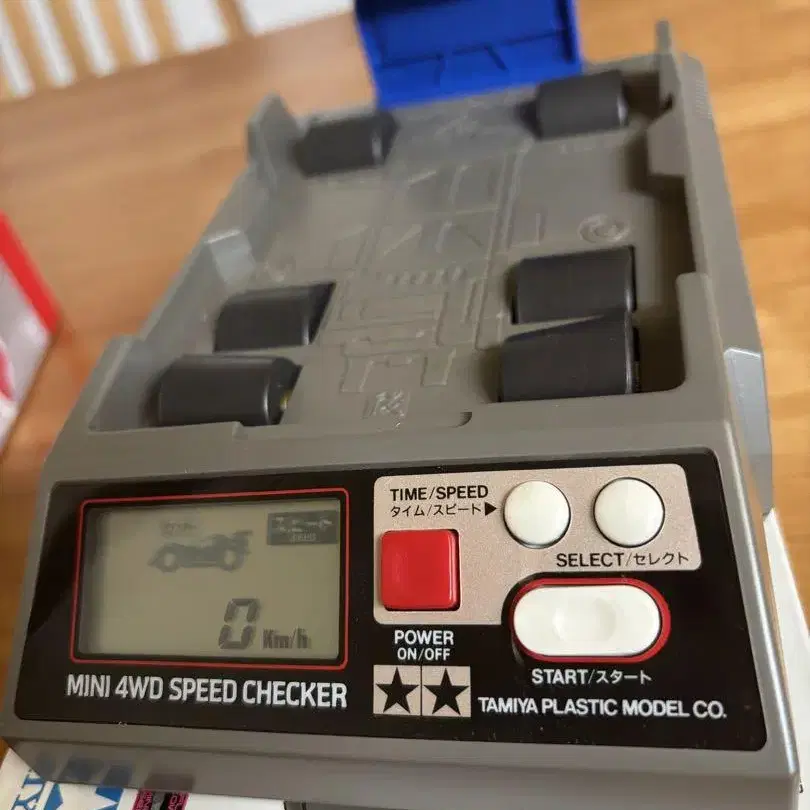 TIME/SPEED
タイム/スピード▶
SELECT/セレクト
スピード
0 Km/h
POWER
ON/OFF
START/スタート
MINI 4WD SPEED CHECKER
TAMIYA PLASTIC MODEL CO.